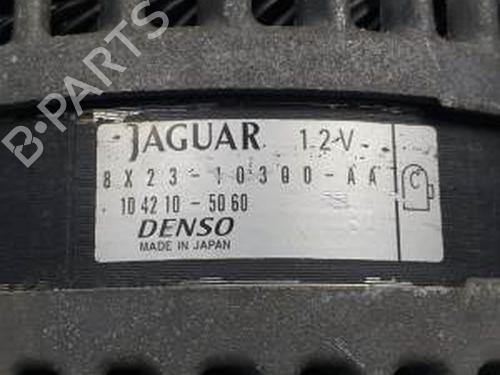 JAGUAR 12V
8X23-10300-AA
104210-5060
DENSO
MADE IN JAPAN
C
B-PARTS